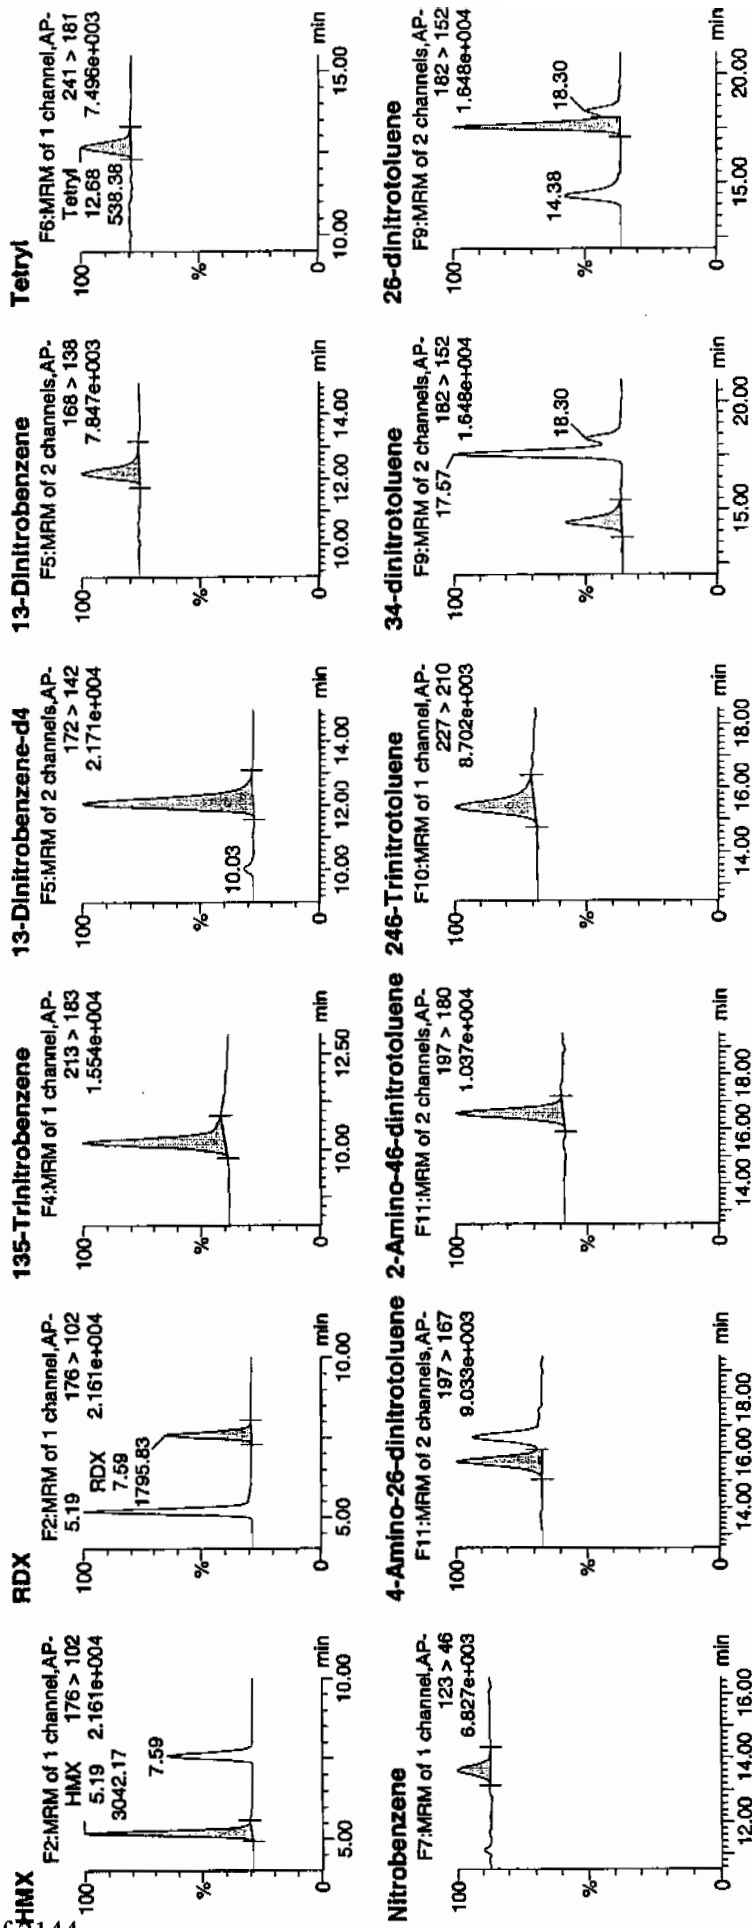 HMX
F2:MRM of 1 channel,AP-
HMX 176 > 102
5.19 2.161e+004
3042.17
100
7.59
%
0
5.00 10.00 min
RDX
F2:MRM of 1 channel,AP-
5.19 176 > 102
RDX 2.161e+004
7.59
1795.83
100
%
0
5.00 10.00 min
135-Trinitrobenzene
F4:MRM of 1 channel,AP-
213 > 183
1.554e+004
100
%
0
10.00 12.50 min
13-Dinitrobenzene-d4
F5:MRM of 2 channels,AP-
172 > 142
2.171e+004
100
10.03
%
0
10.00 12.00 14.00 min
13-Dinitrobenzene
F5:MRM of 2 channels,AP-
168 > 138
7.847e+003
100
%
0
10.00 12.00 14.00 min
Tetryl
F6:MRM of 1 channel,AP-
Tetryl 241 > 181
12.68 7.496e+003
538.38
100
%
0
10.00 15.00 min
Nitrobenzene
F7:MRM of 1 channel,AP-
123 > 46
6.827e+003
100
%
0
12.00 14.00 16.00 min
4-Amino-26-dinitrotoluene
F11:MRM of 2 channels,AP-
197 > 167
9.033e+003
100
%
0
14.00 16.00 18.00 min
2-Amino-46-dinitrotoluene
F11:MRM of 2 channels,AP-
197 > 180
1.037e+004
100
%
0
14.00 16.00 18.00 min
246-Trinitrotoluene
F10:MRM of 1 channel,AP-
227 > 210
8.702e+003
100
%
0
14.00 16.00 18.00 min
34-dinitrotoluene
F9:MRM of 2 channels,AP-
17.57 182 > 152
1.648e+004
100
18.30
%
0
15.00 20.00 min
26-dinitrotoluene
F9:MRM of 2 channels,AP-
182 > 152
1.648e+004
100
18.30
14.38
%
0
15.00 20.00 min